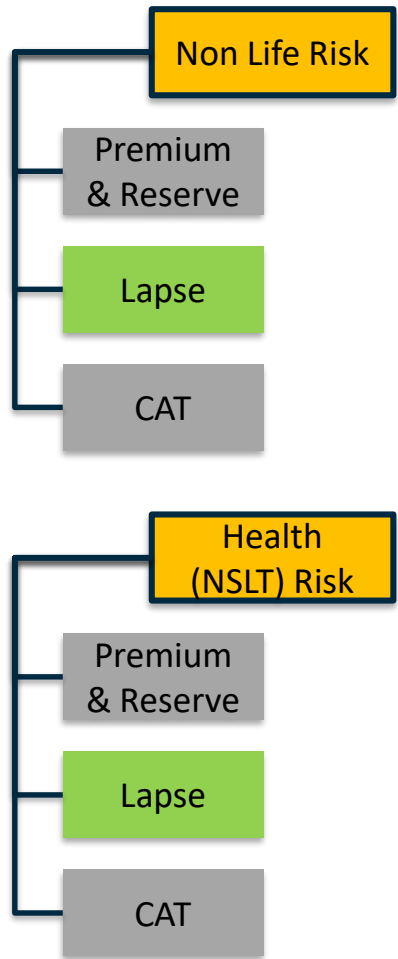 Non Life Risk
Premium
& Reserve
Lapse
CAT
Health
(NSLT) Risk
Premium
& Reserve
Lapse
CAT